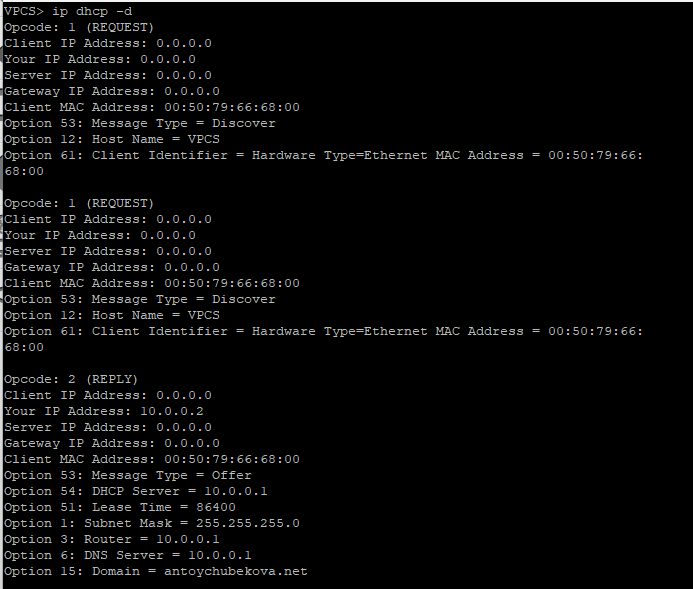 VPCS> ip dhcp -d
Opcode: 1 (REQUEST)
Client IP Address: 0.0.0.0
Your IP Address: 0.0.0.0
Server IP Address: 0.0.0.0
Gateway IP Address: 0.0.0.0
Client MAC Address: 00:50:79:66:68:00
Option 53: Message Type = Discover
Option 12: Host Name = VPCS
Option 61: Client Identifier = Hardware Type=Ethernet MAC Address = 00:50:79:66:
68:00

Opcode: 1 (REQUEST)
Client IP Address: 0.0.0.0
Your IP Address: 0.0.0.0
Server IP Address: 0.0.0.0
Gateway IP Address: 0.0.0.0
Client MAC Address: 00:50:79:66:68:00
Option 53: Message Type = Discover
Option 12: Host Name = VPCS
Option 61: Client Identifier = Hardware Type=Ethernet MAC Address = 00:50:79:66:
68:00

Opcode: 2 (REPLY)
Client IP Address: 0.0.0.0
Your IP Address: 10.0.0.2
Server IP Address: 0.0.0.0
Gateway IP Address: 0.0.0.0
Client MAC Address: 00:50:79:66:68:00
Option 53: Message Type = Offer
Option 54: DHCP Server = 10.0.0.1
Option 51: Lease Time = 86400
Option 1: Subnet Mask = 255.255.255.0
Option 3: Router = 10.0.0.1
Option 6: DNS Server = 10.0.0.1
Option 15: Domain = antoychubekova.net